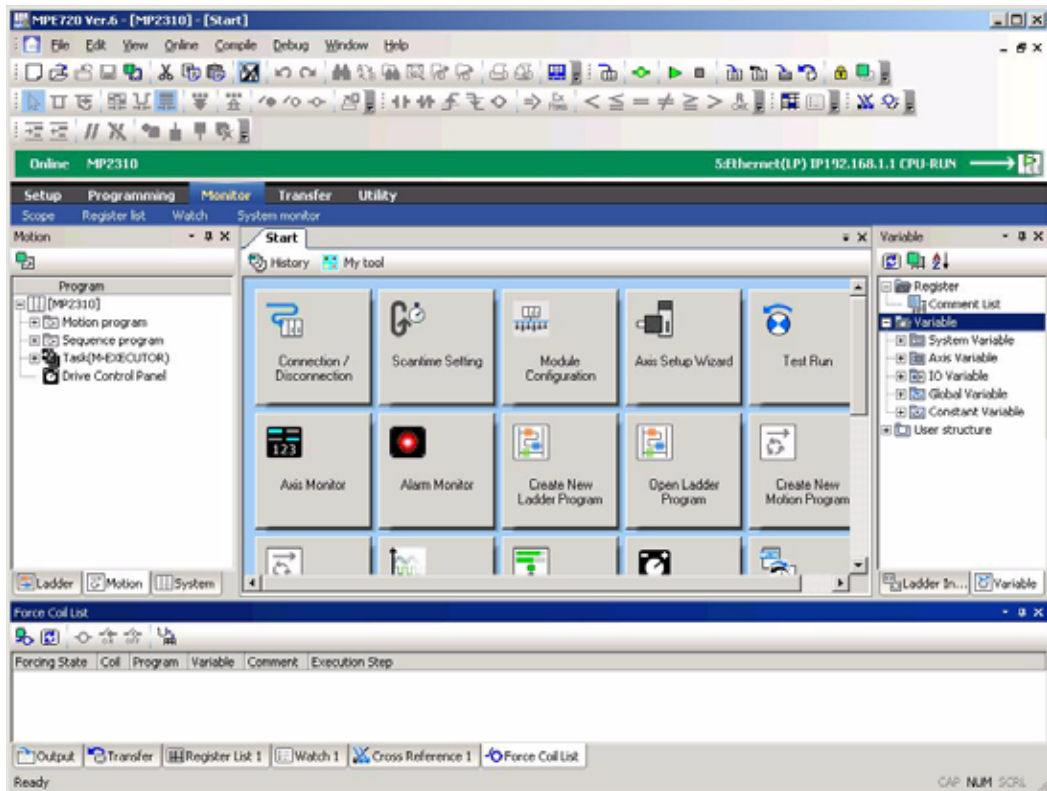 MPE720 Ver.6 - [MP2310] - [Start]
File Edit View Online Compile Debug Window Help
Online MP2310 5:Ethernet(LP) IP192.168.1.1 CPU-RUN
Setup Programming Monitor Transfer Utility
Scope Register list Watch System monitor
Motion
Program
[MP2310]
Motion program
Sequence program
Task(M-EXECUTOR)
Drive Control Panel
Ladder Motion System
Start
History My tool
Connection / Disconnection
Scantime Setting
Module Configuration
Axis Setup Wizard
Test Run
123
Axis Monitor
Alarm Monitor
Create New Ladder Program
Open Ladder Program
Create New Motion Program
Variable
Register
Comment List
Variable
System Variable
Axis Variable
IO Variable
Global Variable
Constant Variable
User structure
Ladder In... Variable
Force Coil List
Forcing State Coil Program Variable Comment Execution Step
Output Transfer Register List 1 Watch 1 Cross Reference 1 Force Coil List
Ready CAP NUM SCRL